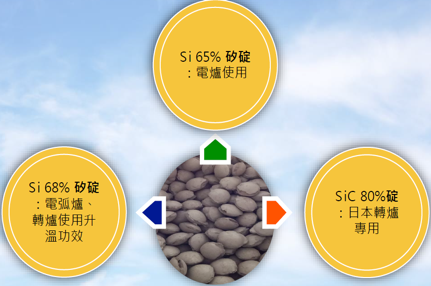 Si 65% 矽碇
：電爐使用
Si 68% 矽碇
：電弧爐、
轉爐使用升
溫功效
SiC 80%碇
：日本轉爐
專用